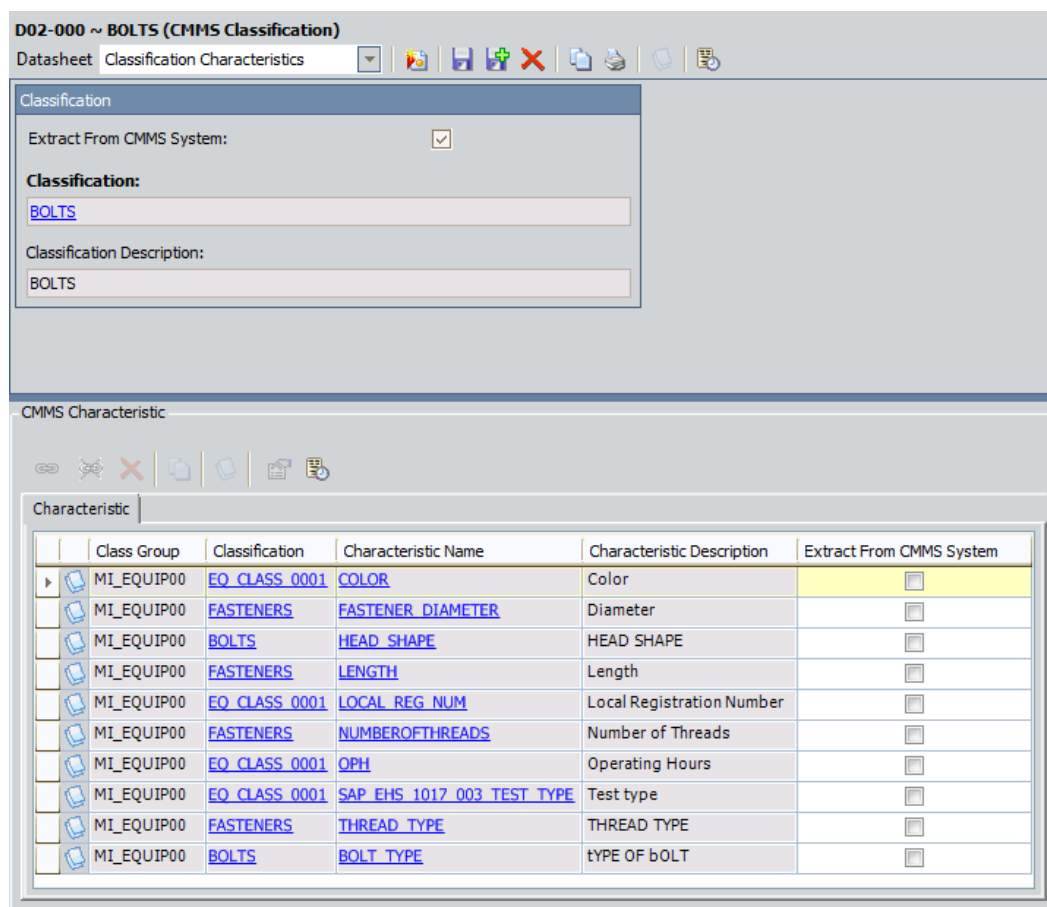 D02-000 ~ BOLTS (CMMS Classification)
Datasheet Classification Characteristics
Classification
Extract From CMMS System:
Classification:
BOLTS
Classification Description:
BOLTS
CMMS Characteristic
Characteristic
Class Group Classification Characteristic Name Characteristic Description Extract From CMMS System
MI_EQUIP00 EQ_CLASS_0001 COLOR Color
MI_EQUIP00 FASTENERS FASTENER_DIAMETER Diameter
MI_EQUIP00 BOLTS HEAD_SHAPE HEAD SHAPE
MI_EQUIP00 FASTENERS LENGTH Length
MI_EQUIP00 EQ_CLASS_0001 LOCAL_REG_NUM Local Registration Number
MI_EQUIP00 FASTENERS NUMBEROFTHREADS Number of Threads
MI_EQUIP00 EQ_CLASS_0001 OPH Operating Hours
MI_EQUIP00 EQ_CLASS_0001 SAP_EHS_1017_003_TEST_TYPE Test type
MI_EQUIP00 FASTENERS THREAD_TYPE THREAD TYPE
MI_EQUIP00 BOLTS BOLT_TYPE tYPE OF bOLT